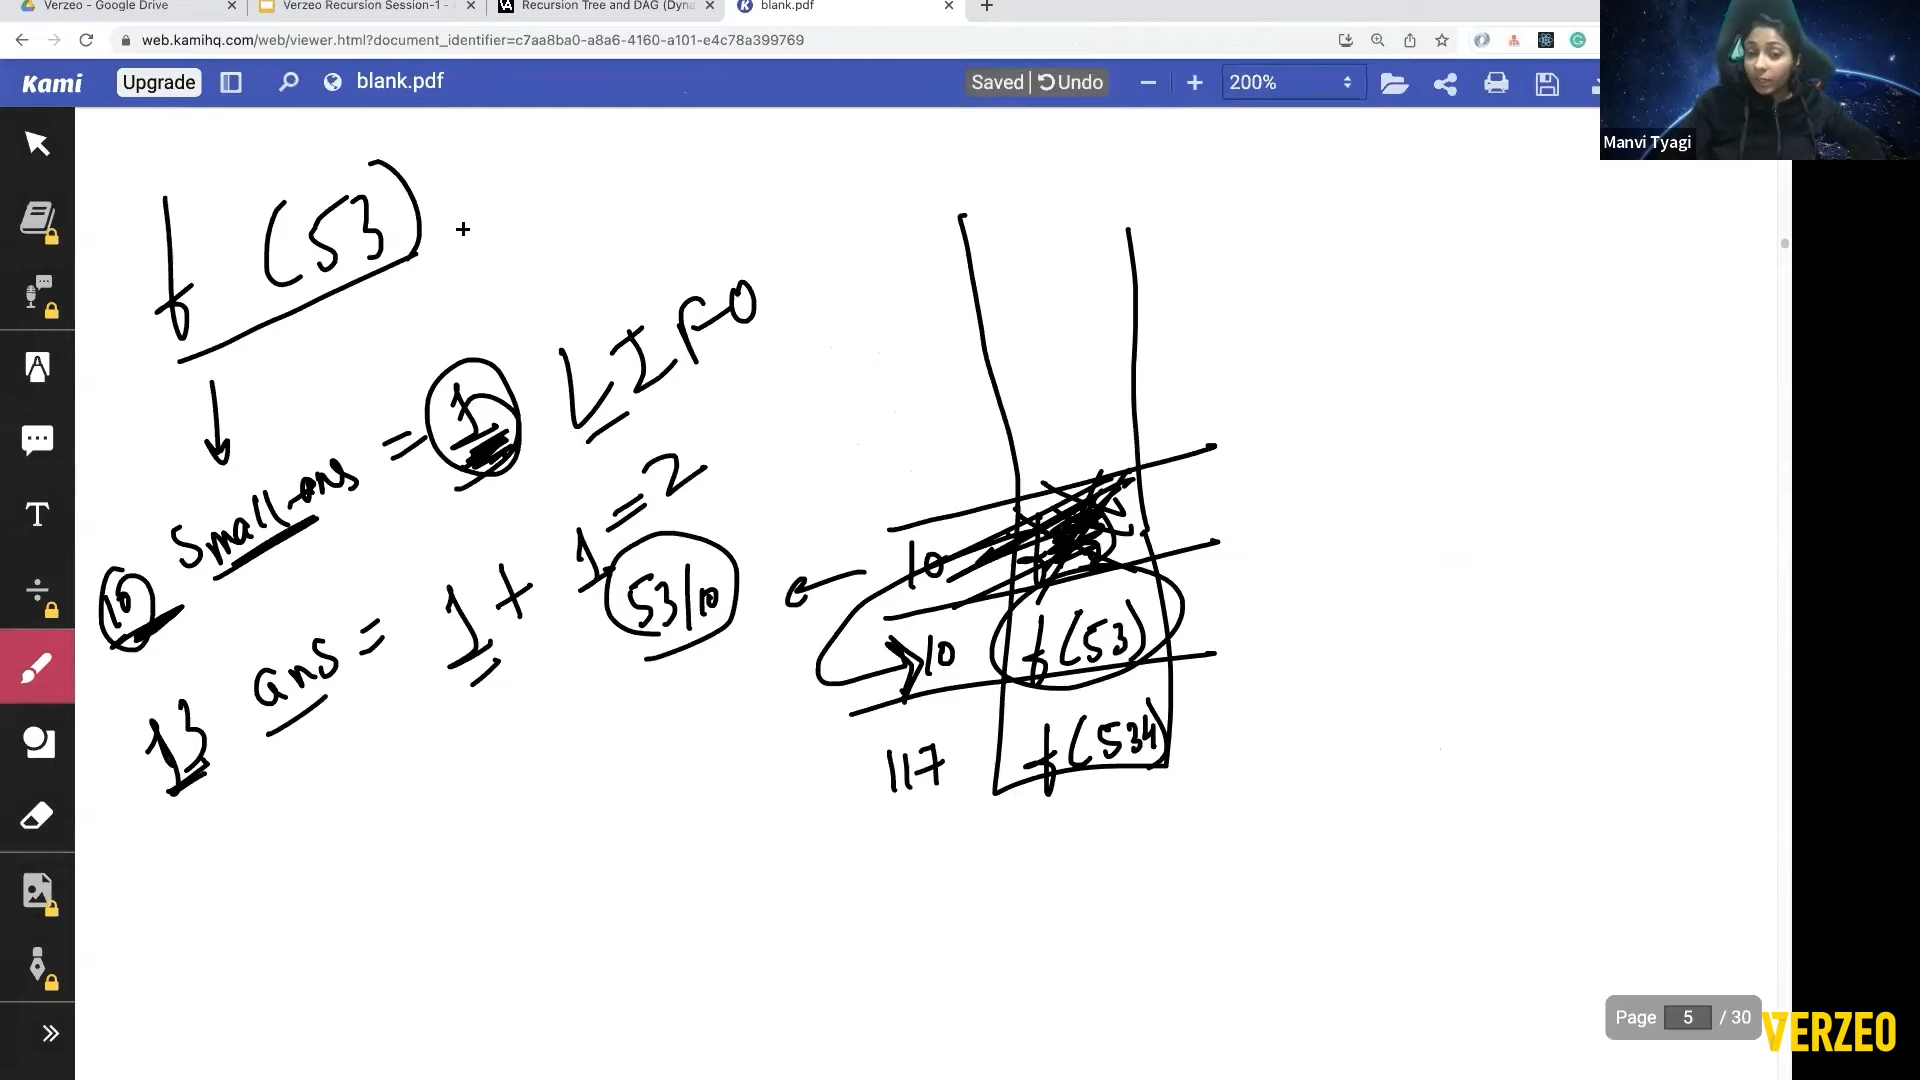 Verzeo - Google Drive
Verzeo Recursion Session-1 -
Recursion Tree and DAG (Dyna
blank.pdf
web.kamihq.com/web/viewer.html?document_identifier=c7aa8ba0-a8a6-4160-a101-e4c78a399769
Kami
Upgrade
blank.pdf
Saved
Undo
200%
Manvi Tyagi
f (53)
LIFO
Small-ans = 1
ans = 1 + 1 = 2
53/10
10
13
10
10
f(53)
117
f(534)
Page 5 / 30
VERZEO